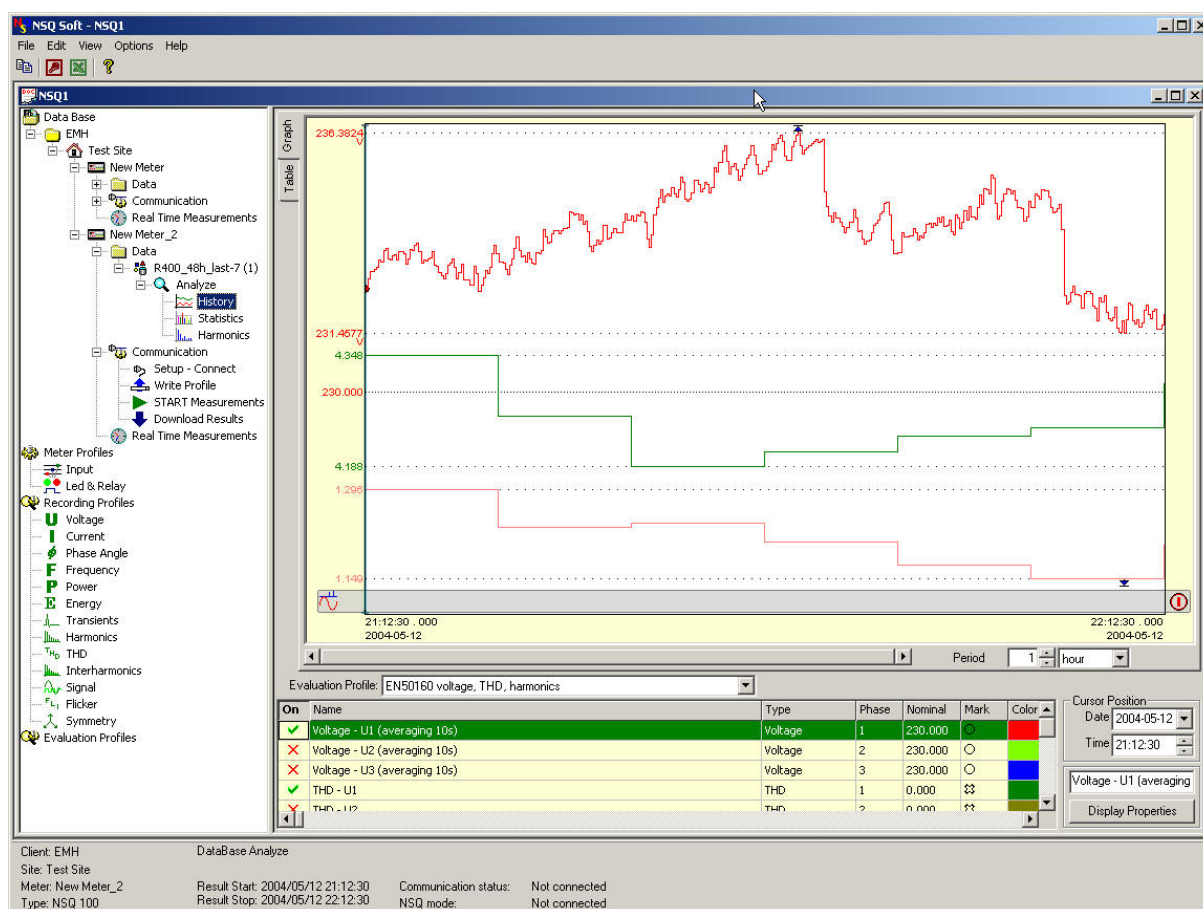 NSQ Soft - NSQ1
File Edit View Options Help
NSQ1
Data Base
EMH
Test Site
New Meter
Data
Communication
Real Time Measurements
New Meter_2
Data
R400_48h_last-7 (1)
Analyze
History
Statistics
Harmonics
Communication
Setup - Connect
Write Profile
START Measurements
Download Results
Real Time Measurements
Meter Profiles
Input
Led & Relay
Recording Profiles
Voltage
Current
Phase Angle
Frequency
Power
Energy
Transients
Harmonics
THD
Interharmonics
Signal
Flicker
Symmetry
Evaluation Profiles
Graph
Table
236.3824
V
231.4577
V
4.348
230.000
4.188
1.296
1.149
21:12:30 . 000
2004-05-12
22:12:30 . 000
2004-05-12
Period 1 hour
Evaluation Profile: EN50160 voltage, THD, harmonics
On Name Type Phase Nominal Mark Color
Voltage - U1 (averaging 10s) Voltage 1 230.000
Voltage - U2 (averaging 10s) Voltage 2 230.000
Voltage - U3 (averaging 10s) Voltage 3 230.000
THD - U1 THD 1 0.000
THD - U2 THD 2 0.000
Cursor Position
Date 2004-05-12
Time 21:12:30
Voltage - U1 (averaging
Display Properties
Client: EMH DataBase Analyze
Site: Test Site
Meter: New Meter_2 Result Start: 2004/05/12 21:12:30 Communication status: Not connected
Type: NSQ 100 Result Stop: 2004/05/12 22:12:30 NSQ mode: Not connected